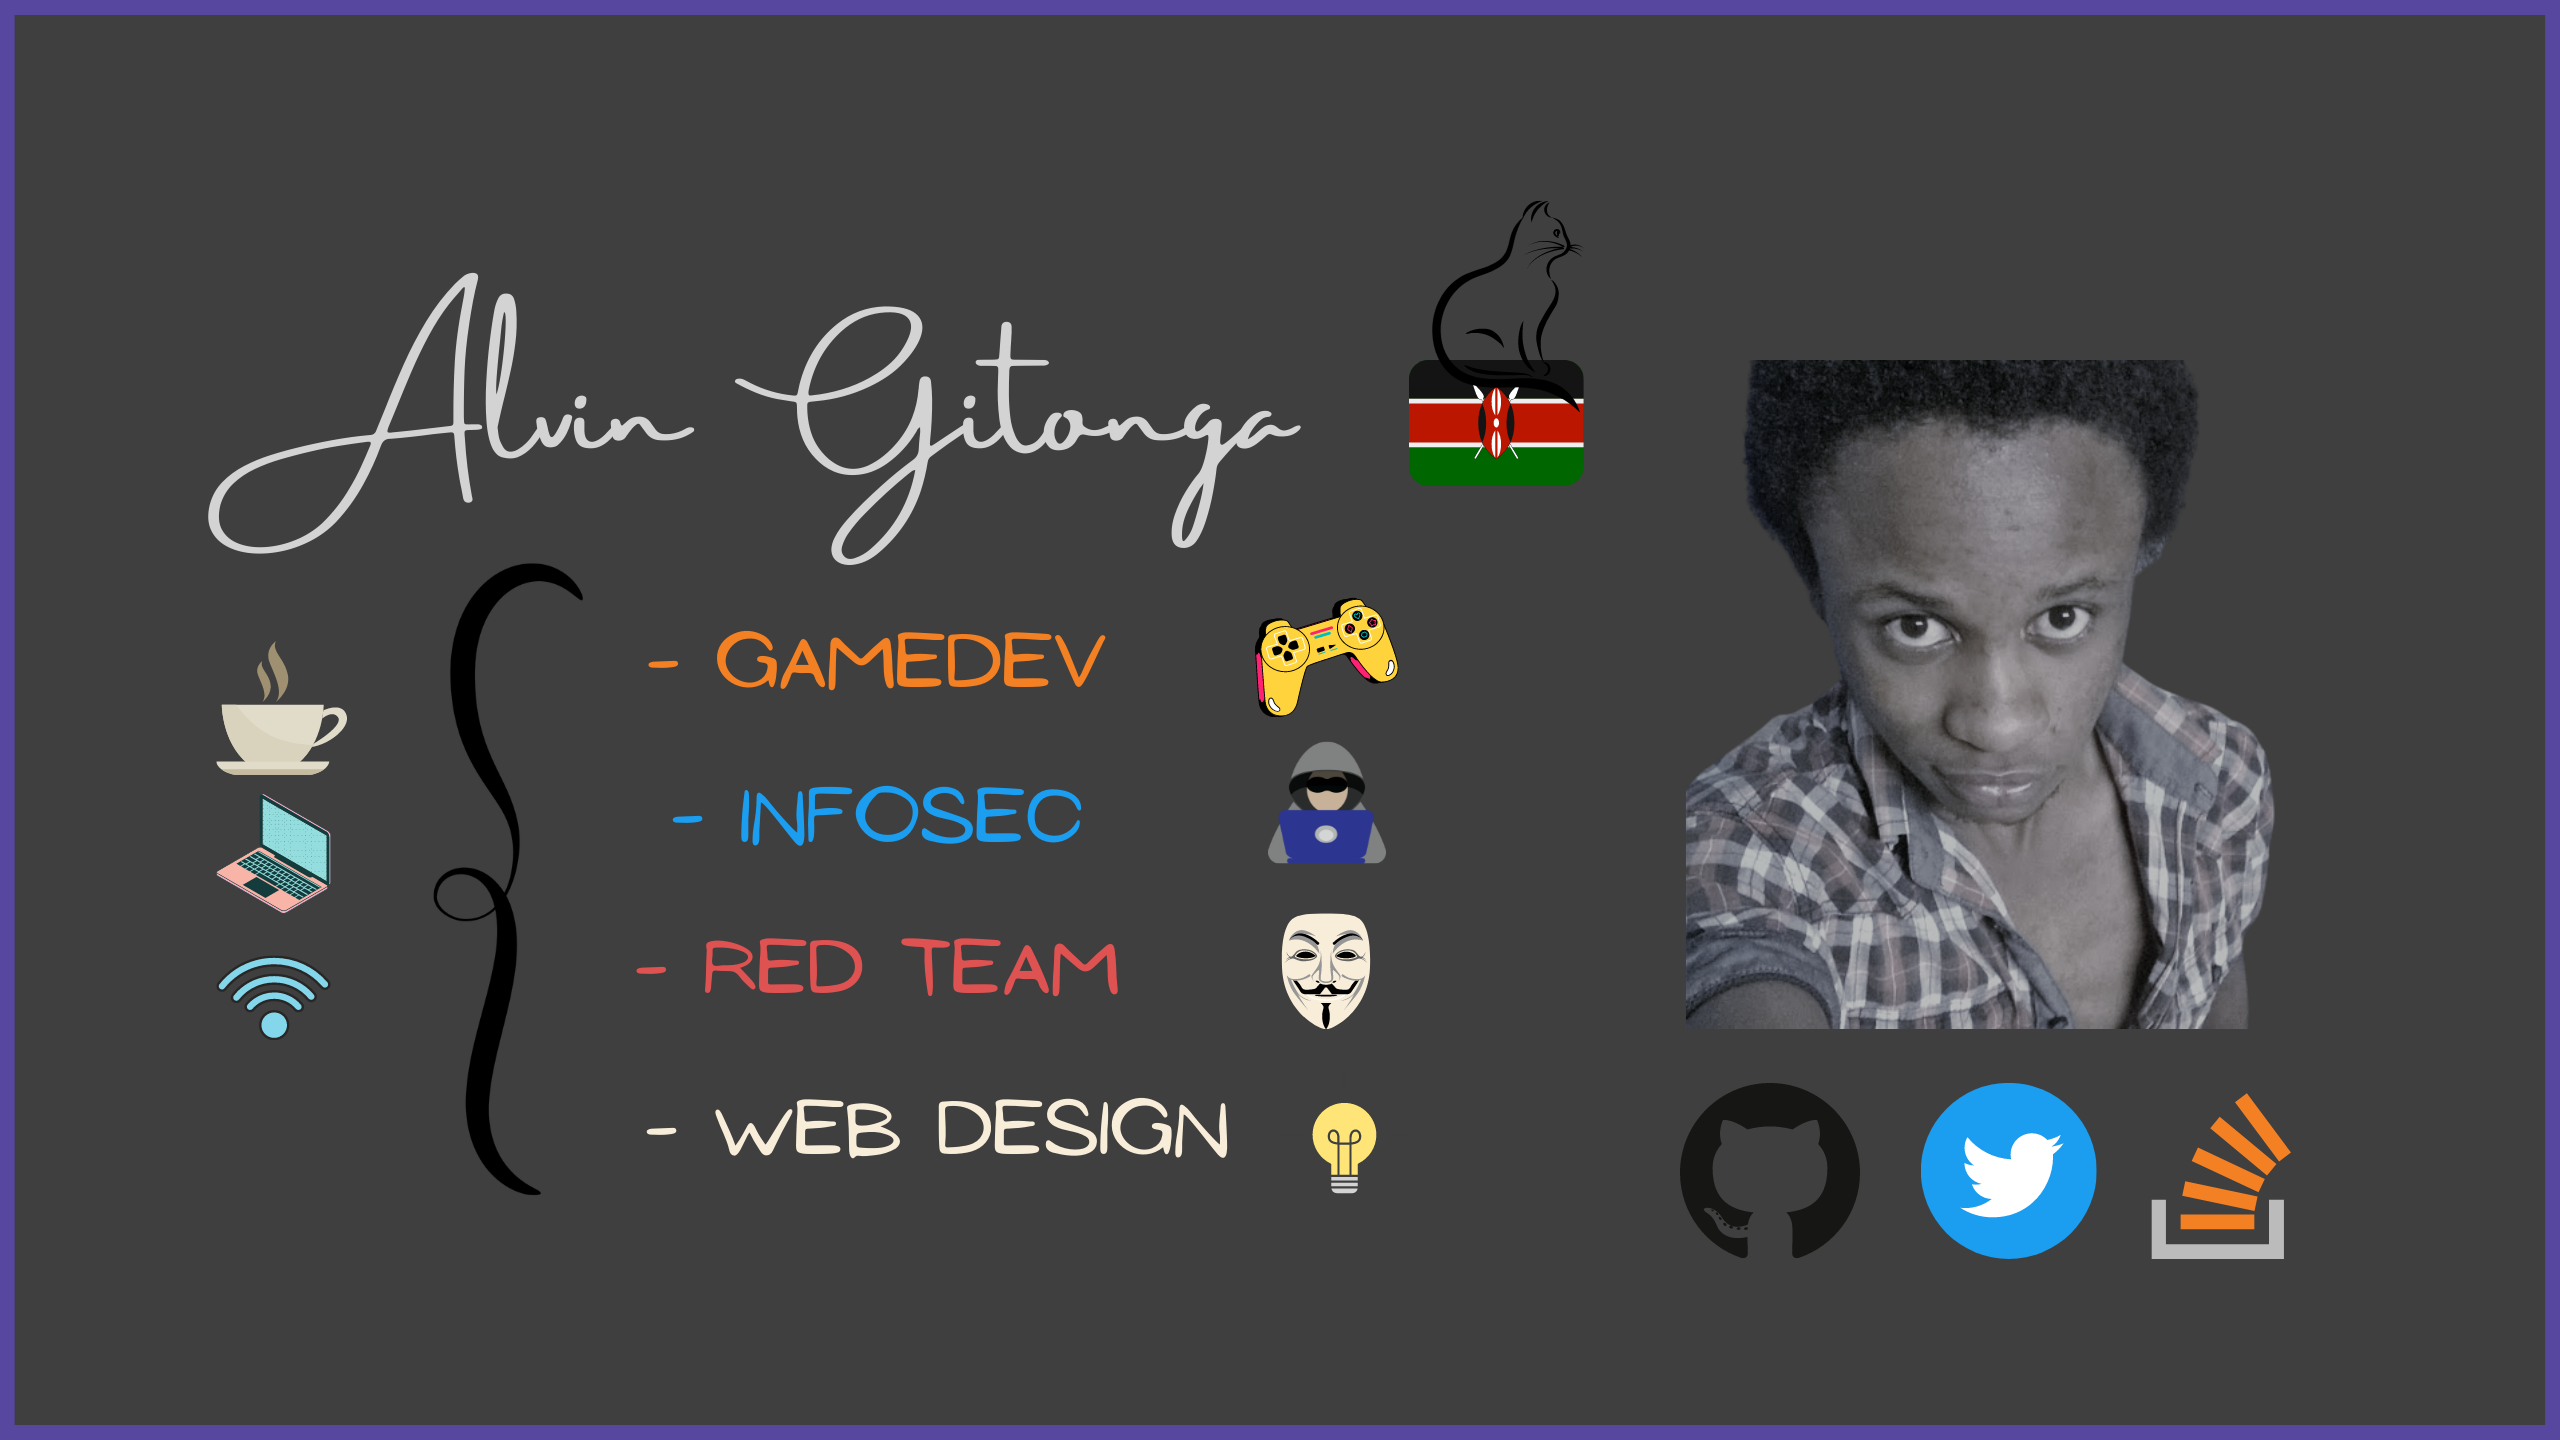 Alvin Gitonga
- GAMEDEV
- INFOSEC
- RED TEAM
- WEB DESIGN